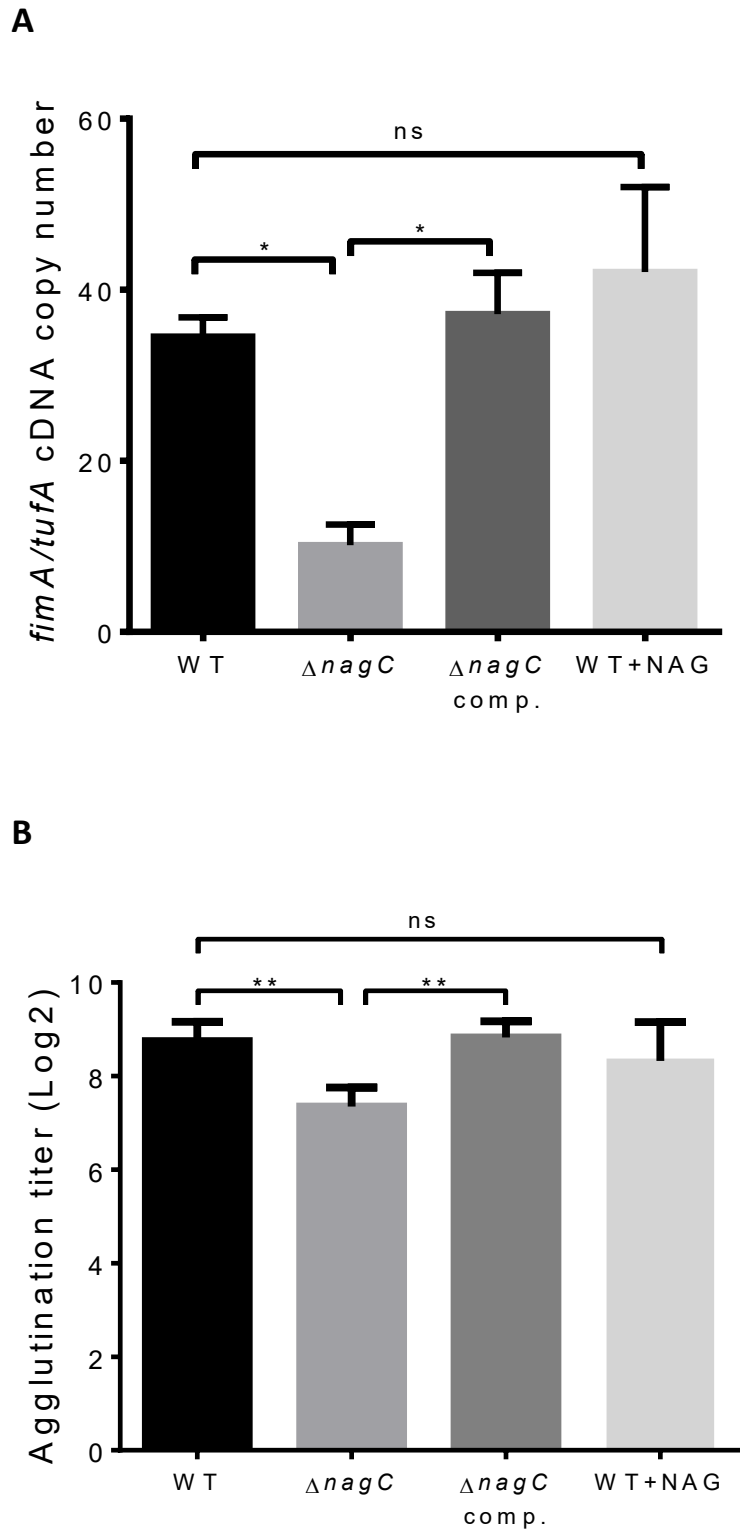 A
fimA/tufA cDNA copy number
60
40
20
0
ns
*
*
WT
ΔnagC
ΔnagC
comp.
WT+NAG
B
Agglutination titer (Log2)
10
8
6
4
2
0
ns
**
**
WT
ΔnagC
ΔnagC
comp.
WT+NAG